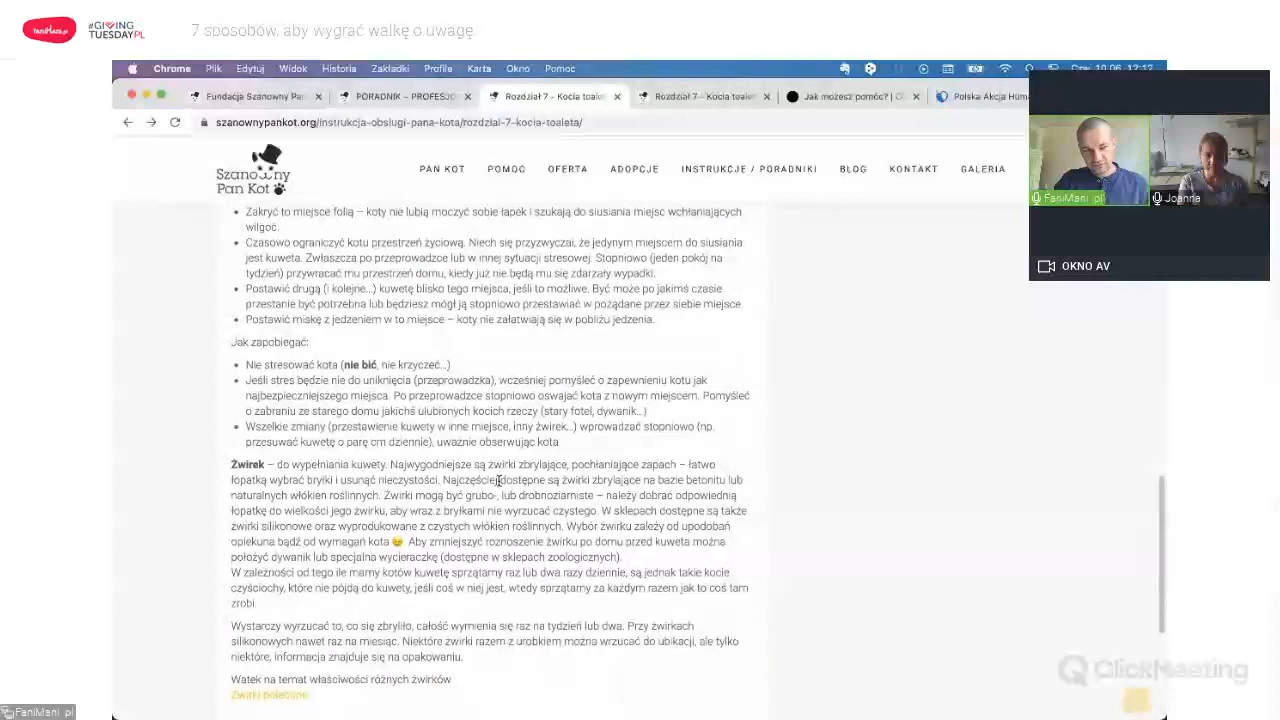 FaniMani.pl
#GIVING
TUESDAYPL
7 sposobów, aby wygrać walkę o uwagę
Chrome Plik Edytuj Widok Historia Zakładki Profile Karta Okno Pomoc
Czw. 10.06 12:12
Fundacja Szanowny Pan
PORADNIK – PROFESJO
Rozdział 7 – Kocia toalet
Rozdział 7 – Kocia toalet
Jak możesz pomóc? | C
Polska Akcja Hum
szanownypankot.org/instrukcja-obslugi-pana-kota/rozdzial-7-kocia-toaleta/
Szanowny
Pan Kot
PAN KOT POMOC OFERTA ADOPCJE INSTRUKCJE / PORADNIKI BLOG KONTAKT GALERIA
FaniMani .pl
Joanna
OKNO AV
• Zakryć to miejsce folią – koty nie lubią moczyć sobie łapek i szukają do siusiania miejsc wchłaniających
wilgoć.
• Czasowo ograniczyć kotu przestrzeń życiową. Niech się przyzwyczai, że jedynym miejscem do siusiania
jest kuweta. Zwłaszcza po przeprowadzce lub w innej sytuacji stresowej. Stopniowo (jeden pokój na
tydzień) przywracać mu przestrzeń domu, kiedy już nie będą mu się zdarzały wypadki.
• Postawić drugą (i kolejne…) kuwetę blisko tego miejsca, jeśli to możliwe. Być może po jakimś czasie
przestanie być potrzebna lub będziesz mógł ją stopniowo przestawiać w pożądane przez siebie miejsce
• Postawić miskę z jedzeniem w to miejsce – koty nie załatwiają się w pobliżu jedzenia.
Jak zapobiegać:
• Nie stresować kota (nie bić, nie krzyczeć…)
• Jeśli stres będzie nie do uniknięcia (przeprowadzka), wcześniej pomyśleć o zapewnieniu kotu jak
najbezpieczniejszego miejsca. Po przeprowadzce stopniowo oswajać kota z nowym miejscem. Pomyśleć
o zabraniu ze starego domu jakichś ulubionych kocich rzeczy (stary fotel, dywanik…)
• Wszelkie zmiany (przestawienie kuwety w inne miejsce, inny żwirek…) wprowadzać stopniowo (np.
przesuwać kuwetę o parę cm dziennie), uważnie obserwując kota
Żwirek – do wypełniania kuwety. Najwygodniejsze są żwirki zbrylające, pochłaniające zapach – łatwo
łopatką wybrać bryłki i usunąć nieczystości. Najczęściej dostępne są żwirki zbrylające na bazie betonitu lub
naturalnych włókien roślinnych. Żwirki mogą być grubo-, lub drobnoziarniste – należy dobrać odpowiednią
łopatkę do wielkości jego żwirku, aby wraz z bryłkami nie wyrzucać czystego. W sklepach dostępne są także
żwirki silikonowe oraz wyprodukowane z czystych włókien roślinnych. Wybór żwirku zależy od upodobań
opiekuna bądź od wymagań kota 😉 Aby zmniejszyć roznoszenie żwirku po domu przed kuweta można
położyć dywanik lub specjalna wycieraczkę (dostępne w sklepach zoologicznych).
W zależności od tego ile mamy kotów kuwetę sprzątamy raz lub dwa razy dziennie, są jednak takie kocie
czyściochy, które nie pójdą do kuwety, jeśli coś w niej jest, wtedy sprzątamy za każdym razem jak to coś tam
zrobi.
Wystarczy wyrzucać to, co się zbryliło, całość wymienia się raz na tydzień lub dwa. Przy żwirkach
silikonowych nawet raz na miesiąc. Niektóre żwirki razem z urobkiem można wrzucać do ubikacji, ale tylko
niektóre, informacja znajduje się na opakowaniu.
Watek na temat właściwości różnych żwirków
Żwirki polecane
ClickMeeting
FaniMani .pl